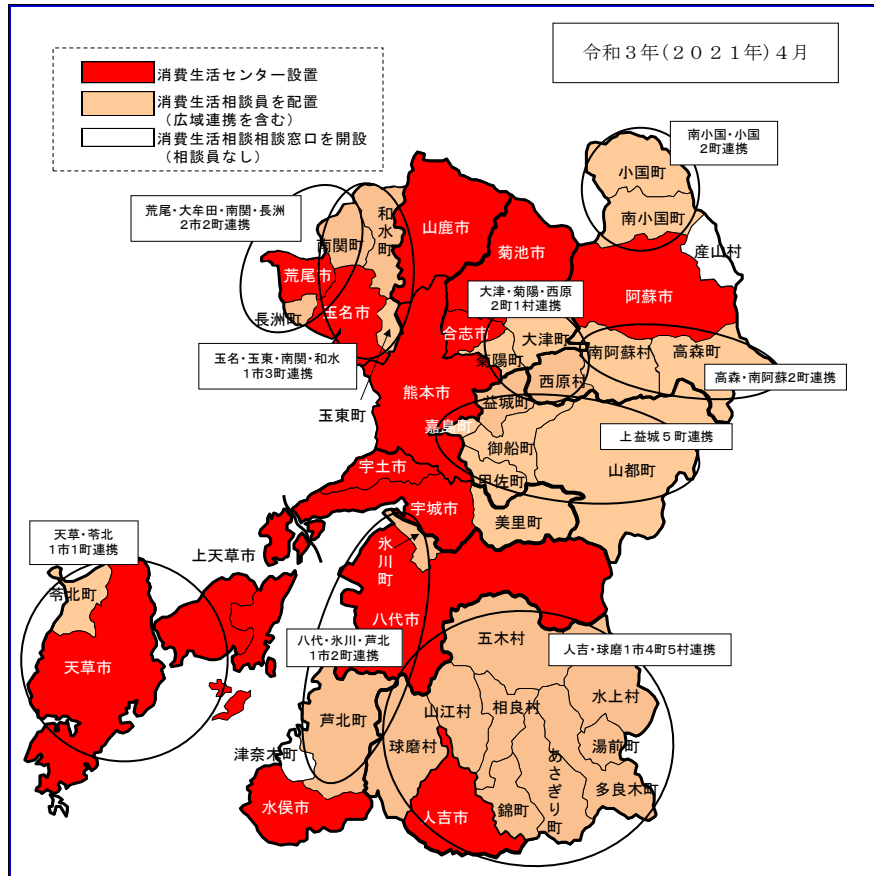 令和３年(２０２１年)４月
消費生活センター設置
消費生活相談員を配置
(広域連携を含む)
消費生活相談相談窓口を開設
(相談員なし)
南小国・小国
２町連携
小国町
南小国町
産山村
荒尾・大牟田・南関・長洲
２市２町連携
和水町
南関町
山鹿市
菊池市
荒尾市
玉名市
長洲町
阿蘇市
大津・菊陽・西原
２町１村連携
合志市
大津町
菊陽町
南阿蘇村
高森町
西原村
玉名・玉東・南関・和水
１市３町連携
玉東町
高森・南阿蘇２町連携
熊本市
益城町
嘉島町
上益城５町連携
御船町
山都町
甲佐町
宇土市
宇城市
美里町
天草・苓北
１市１町連携
上天草市
氷川町
苓北町
八代市
天草市
八代・氷川・芦北
１市２町連携
人吉・球磨１市４町５村連携
五木村
水上村
山江村
相良村
芦北町
球磨村
湯前町
あさぎり町
津奈木町
多良木町
水俣市
人吉市
錦町